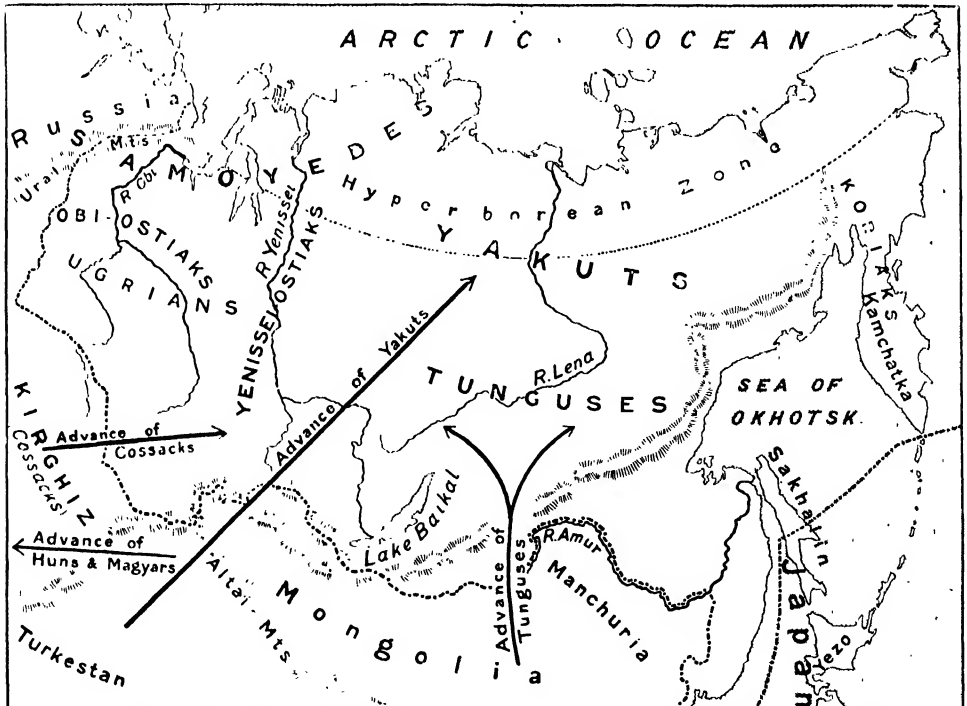 ARCTIC OCEAN
Russia
Ural Mts
SAMOYEDES
R Obi
Hyperborean Zone
OBI-OSTIAKS
UGRIANS
R Yenissei
YENISSEI OSTIAKS
YAKUTS
KORIAKS
Kamchatka
Advance of Yakuts
R. Lena
TUNGUSES
SEA OF
OKHOTSK.
KIRGHIZ
Cossacks
Advance of
Cossacks
Sakhalin
Lake Baikal
Advance of
Huns & Magyars
R. Amur
Advance of
Tunguses
Manchuria
Altai-Mts
Mongolia
Turkestan
Japan
Jezo